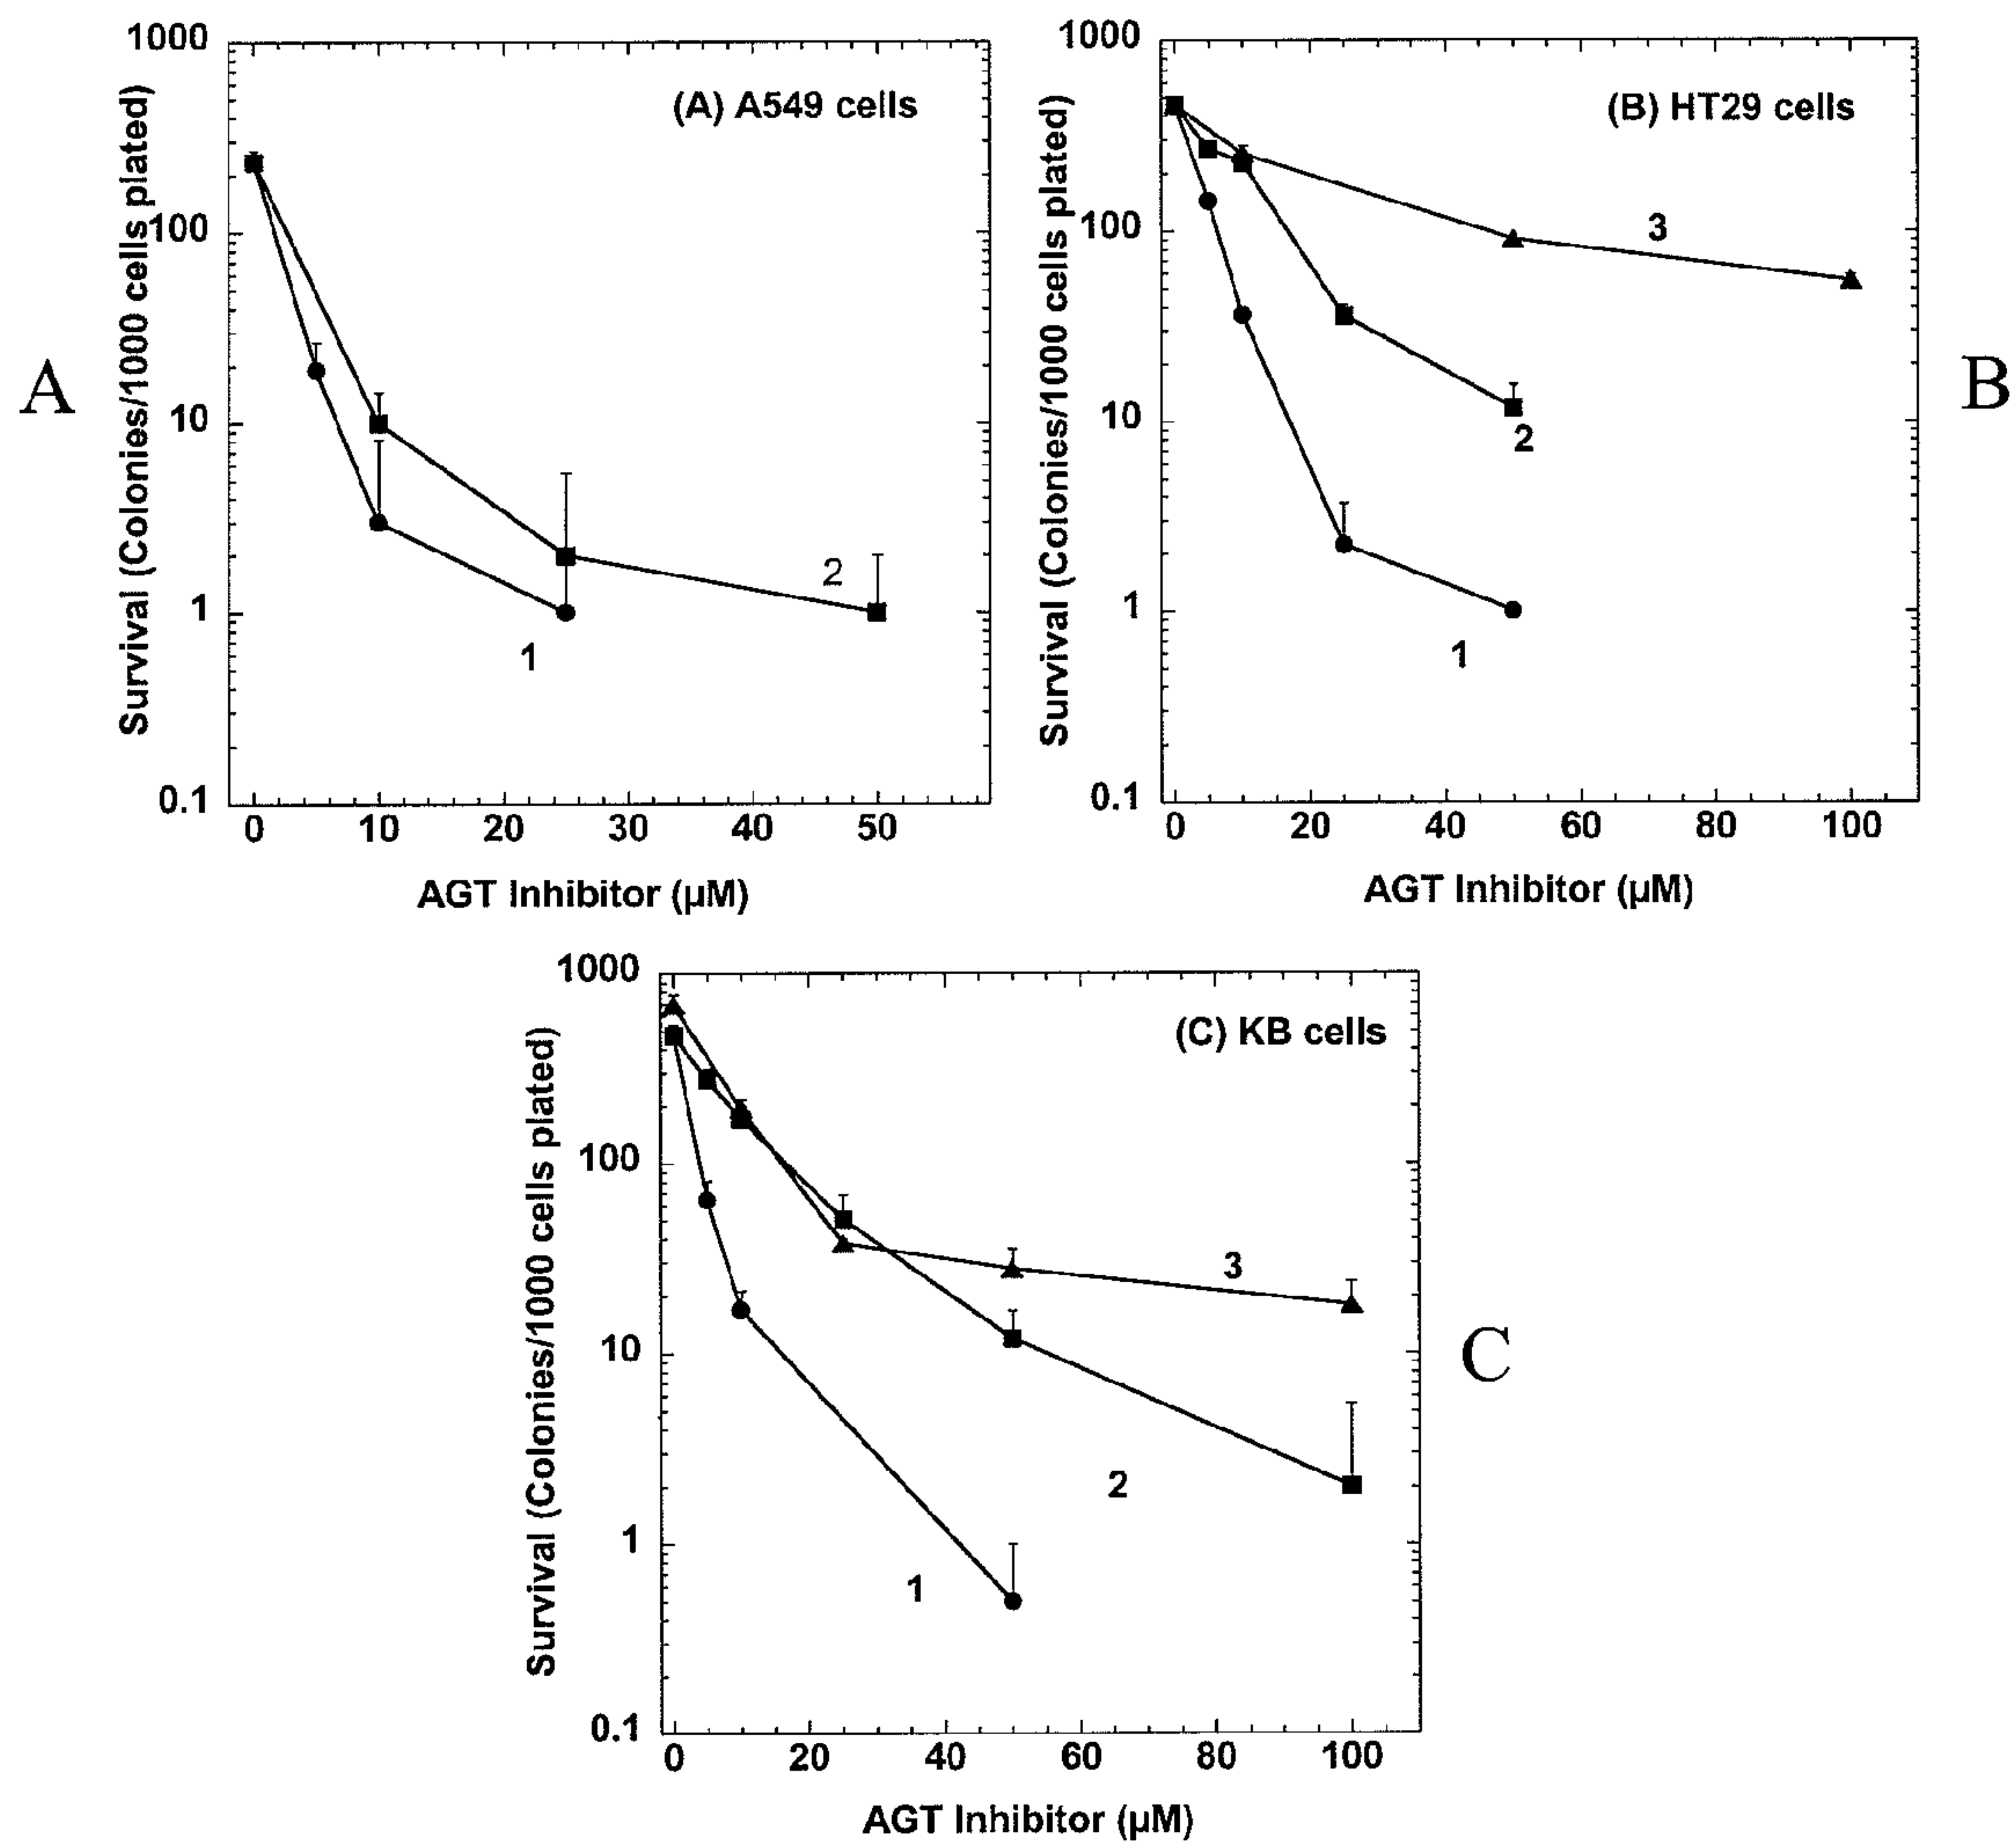 1000
100
10
1
0.1
Survival (Colonies/1000 cells plated)
(A) A549 cells
A
2
1
0 10 20 30 40 50
AGT Inhibitor (µM)
1000
100
10
1
0.1
Survival (Colonies/1000 cells plated)
(B) HT29 cells
B
3
2
1
0 20 40 60 80 100
AGT Inhibitor (µM)
1000
100
10
1
0.1
Survival (Colonies/1000 cells plated)
(C) KB cells
C
3
2
1
0 20 40 60 80 100
AGT Inhibitor (µM)